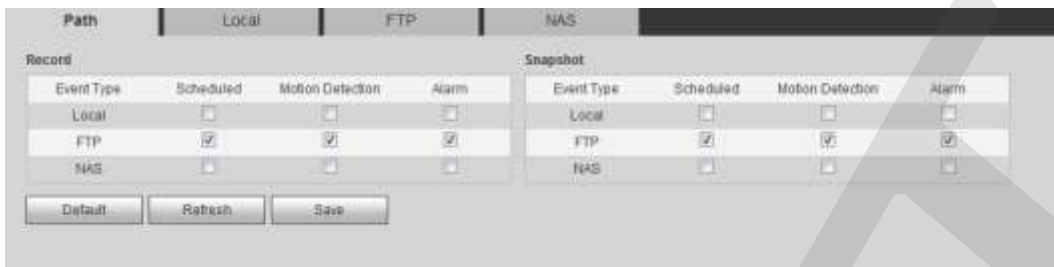 Path Local FTP NAS
Record Snapshot
Event Type Scheduled Motion Detection Alarm Event Type Scheduled Motion Detection Alarm
Local Local
FTP FTP
NAS NAS
Default Refresh Save